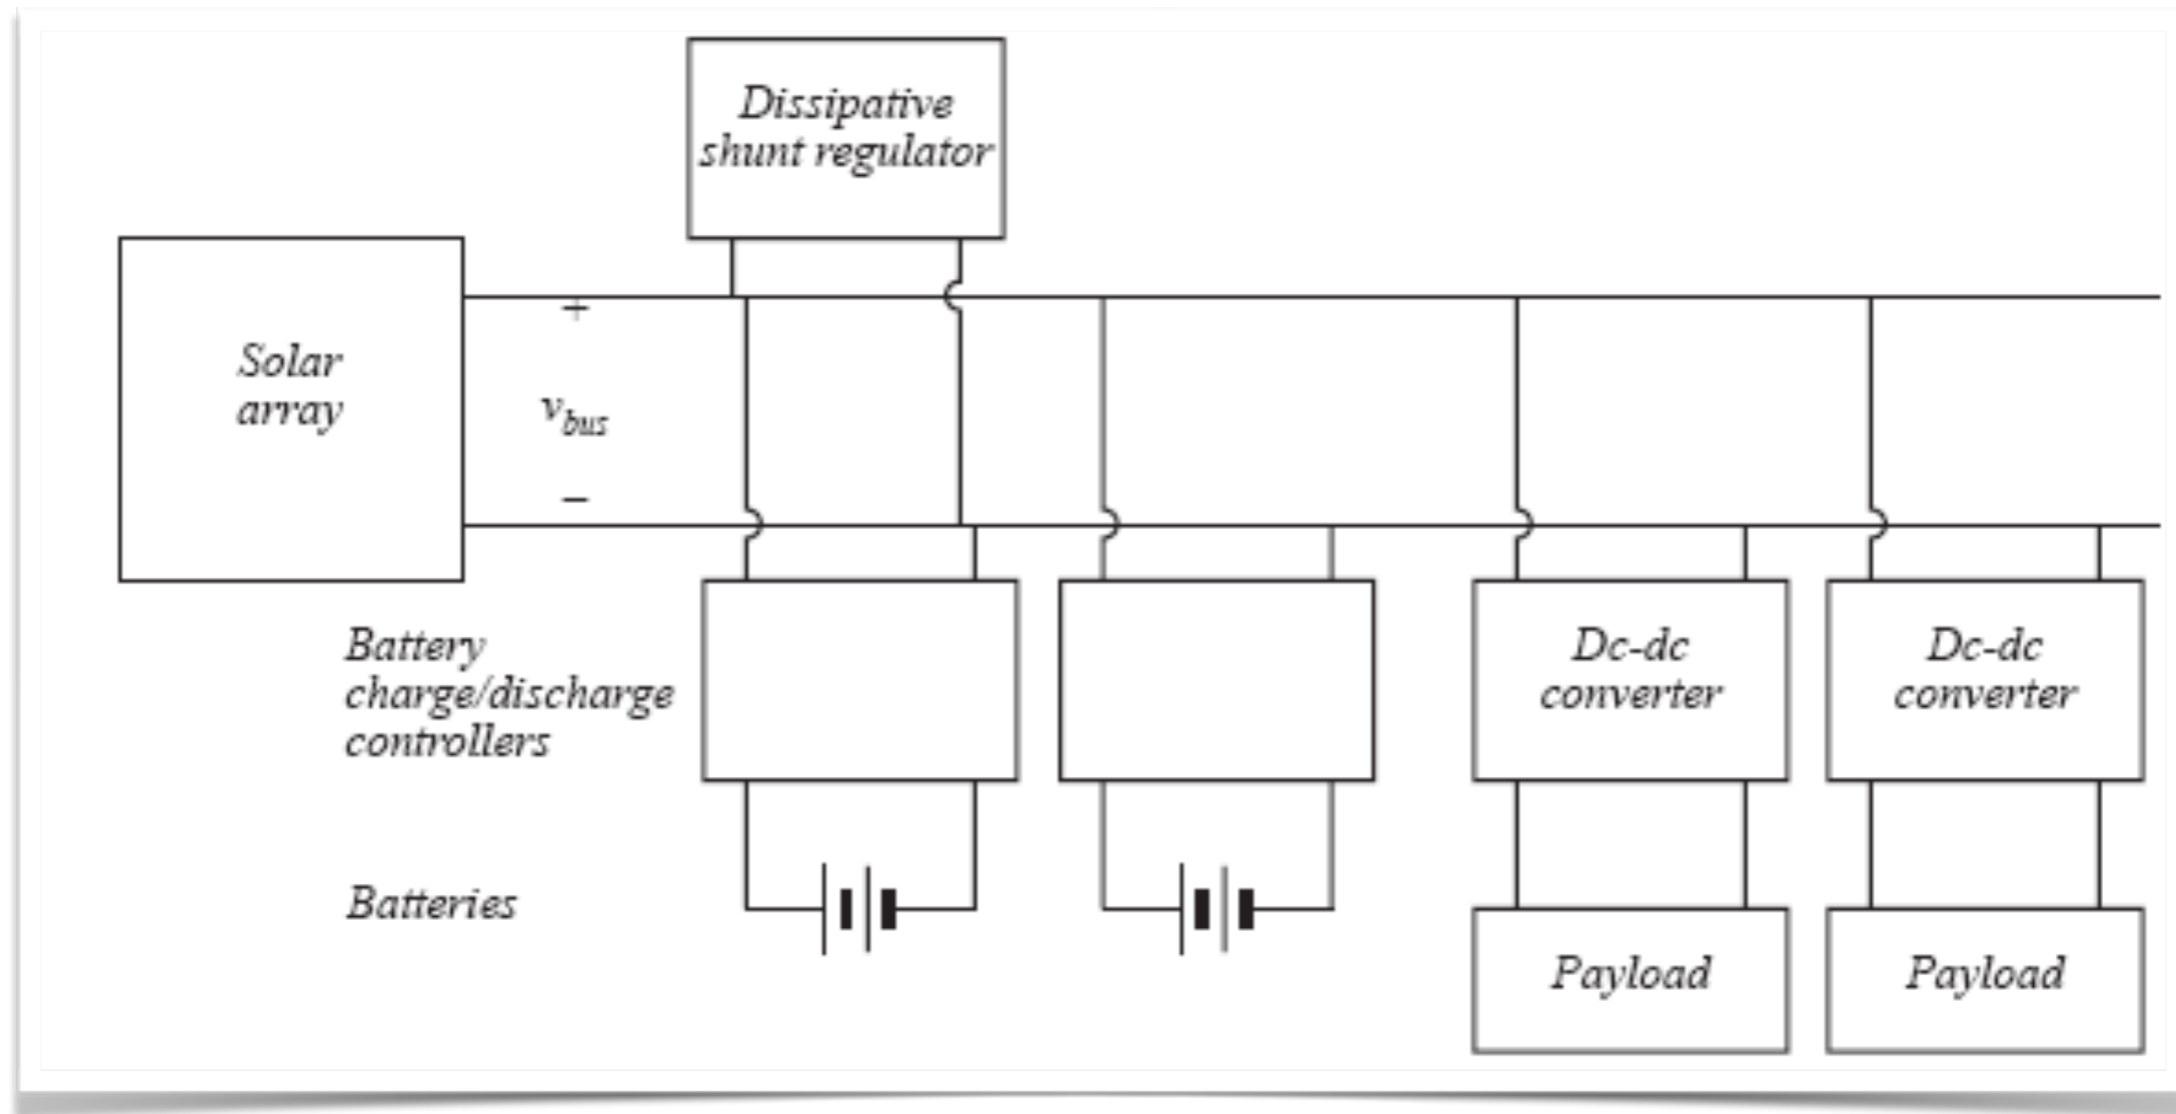 Dissipative
shunt regulator
Solar
array
+
v_bus
−
Battery
charge/discharge
controllers
Dc-dc
converter
Dc-dc
converter
Batteries
Payload
Payload